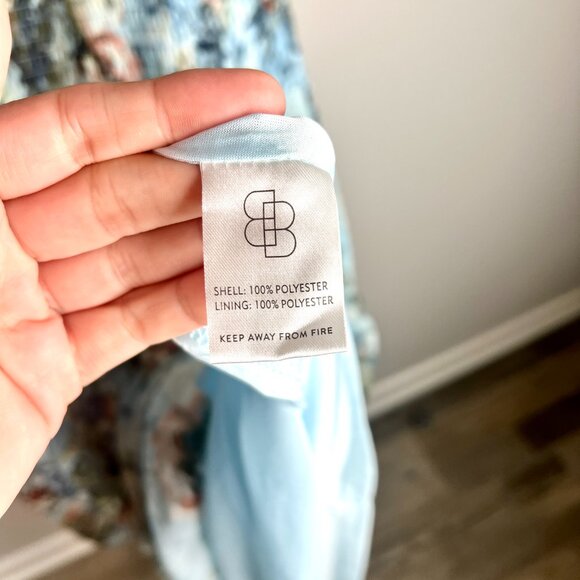 SHELL: 100% POLYESTER
LINING: 100% POLYESTER
KEEP AWAY FROM FIRE